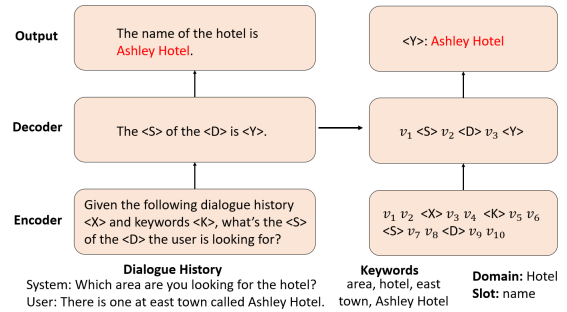 Output
The name of the hotel is
Ashley Hotel.
<Y>: Ashley Hotel
Decoder
The <S> of the <D> is <Y>.
v₁ <S> v₂ <D> v₃ <Y>
Encoder
Given the following dialogue history
<X> and keywords <K>, what's the <S>
of the <D> the user is looking for?
v₁ v₂ <X> v₃ v₄ <K> v₅ v₆
<S> v₇ v₈ <D> v₉ v₁₀
Dialogue History
System: Which area are you looking for the hotel?
User: There is one at east town called Ashley Hotel.
Keywords
area, hotel, east
town, Ashley Hotel
Domain: Hotel
Slot: name